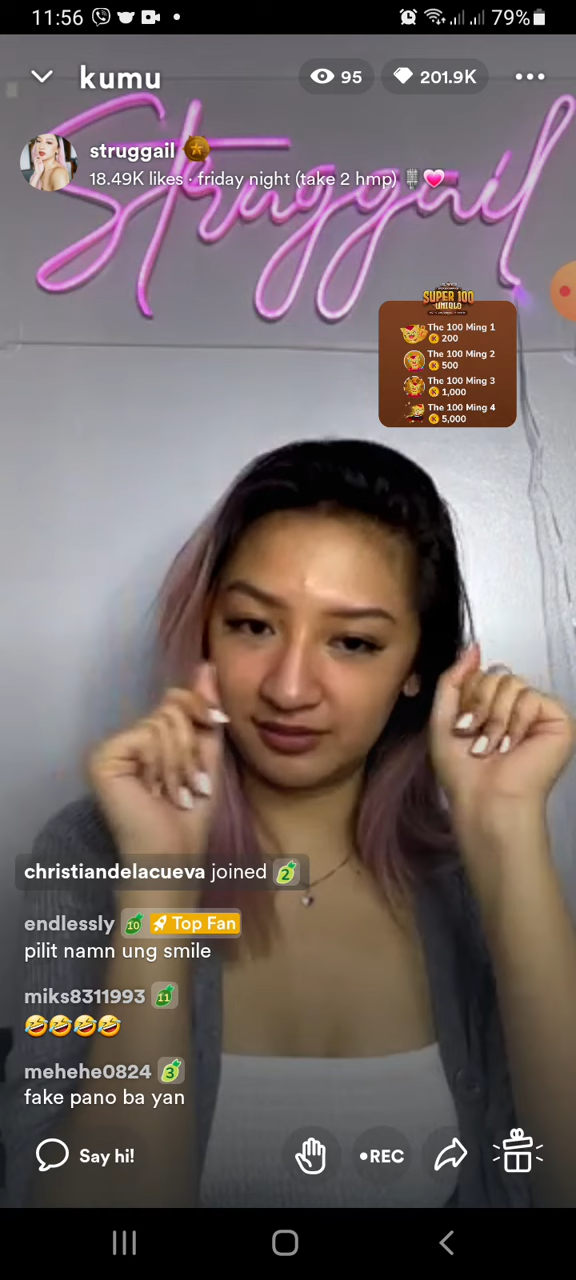 11:56
79%
kumu
95
201.9K
Struggail
struggail
18.49K likes · friday night (take 2 hmp) 🎙️💗
SUPER 100
The 100 Ming 1
200
The 100 Ming 2
500
The 100 Ming 3
1,000
The 100 Ming 4
5,000
christiandelacueva joined 2
endlessly 10 Top Fan
pilit namn ung smile
miks8311993 11
🤣🤣🤣🤣
mehehe0824 3
fake pano ba yan
Say hi!
•REC